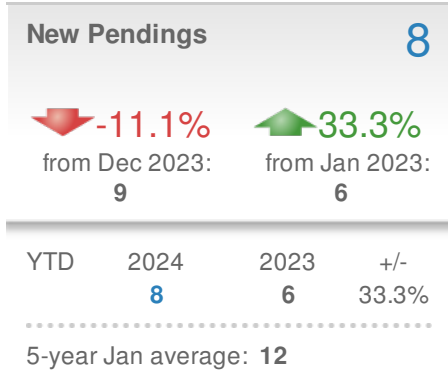 New Pendings 8
-11.1% 33.3%
from Dec 2023: from Jan 2023:
9 6
YTD 2024 2023 +/-
8 6 33.3%
5-year Jan average: 12